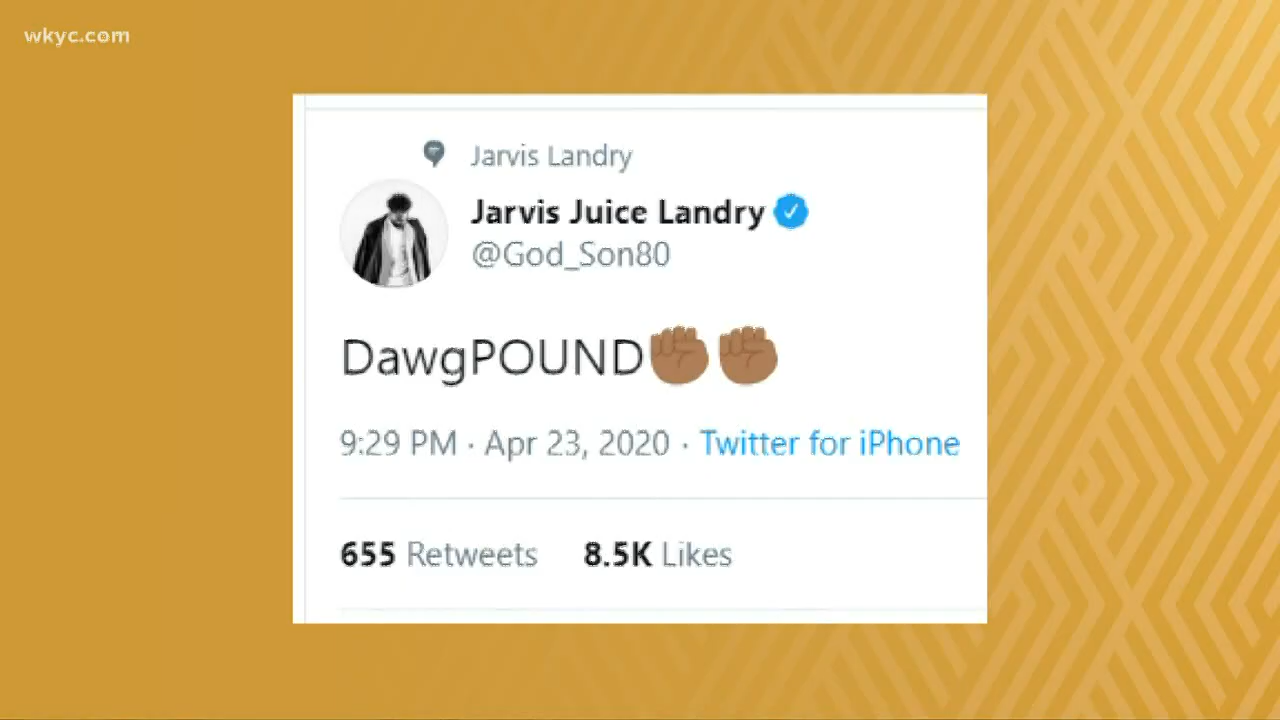 wkyc.com
Jarvis Landry
Jarvis Juice Landry
@God_Son80
DawgPOUND✊🏾✊🏾
9:29 PM · Apr 23, 2020 · Twitter for iPhone
655 Retweets 8.5K Likes